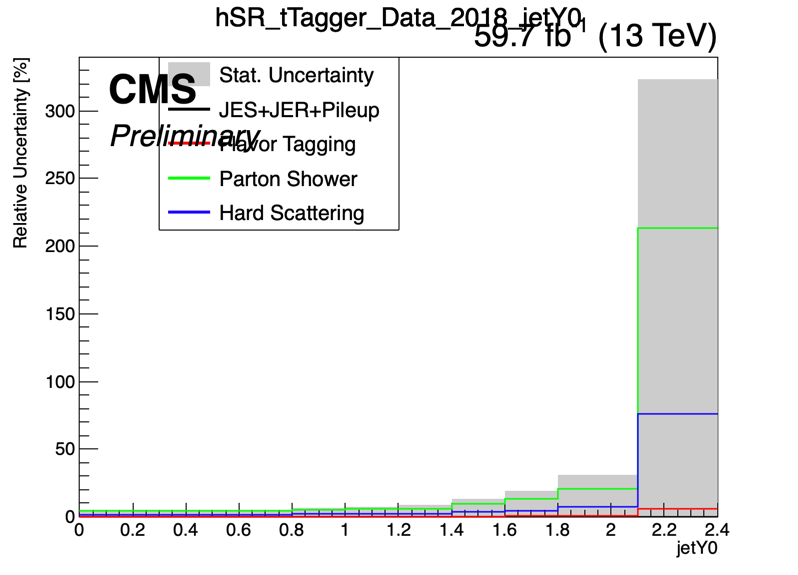 hSR_tTagger_Data_2018_jetY0
59.7 fb-1 (13 TeV)
CMS
Preliminary
Stat. Uncertainty
JES+JER+Pileup
Flavor Tagging
Parton Shower
Hard Scattering
Relative Uncertainty [%]
300
250
200
150
100
50
0
0 0.2 0.4 0.6 0.8 1 1.2 1.4 1.6 1.8 2 2.2 2.4
jetY0